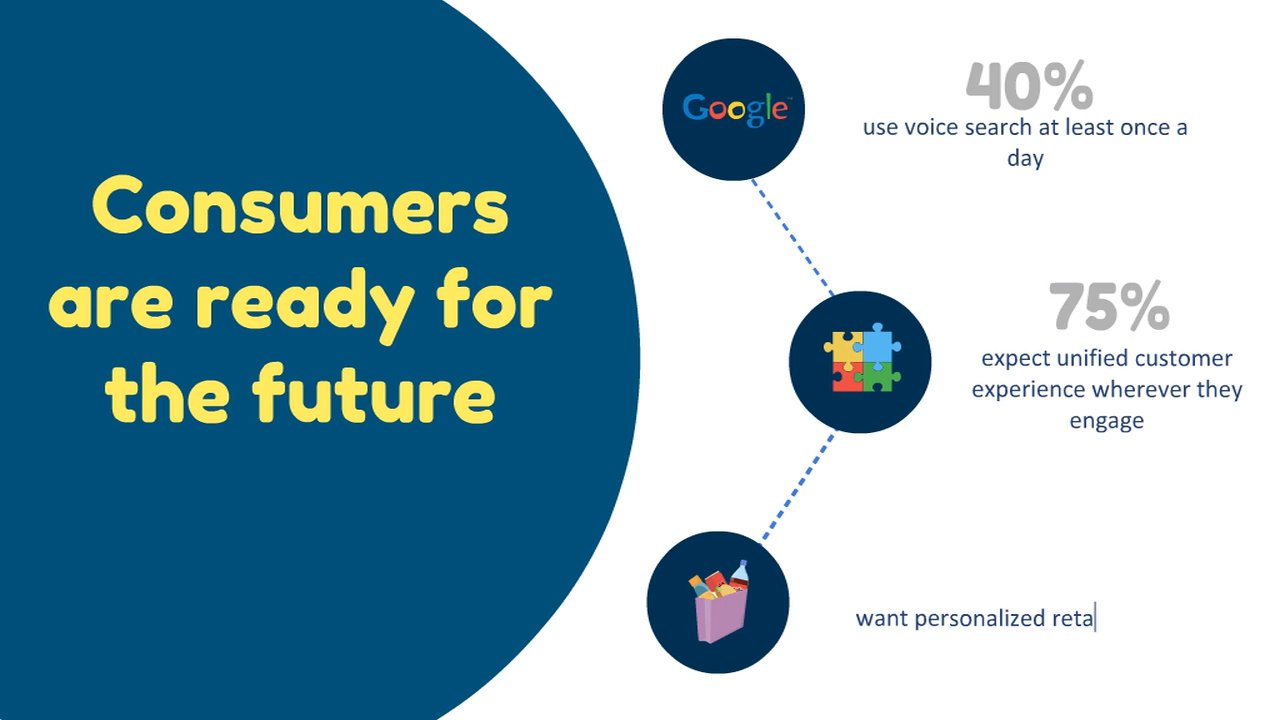 Consumers
are ready for
the future
Google™
40%
use voice search at least once a
day
75%
expect unified customer
experience wherever they
engage
want personalized reta